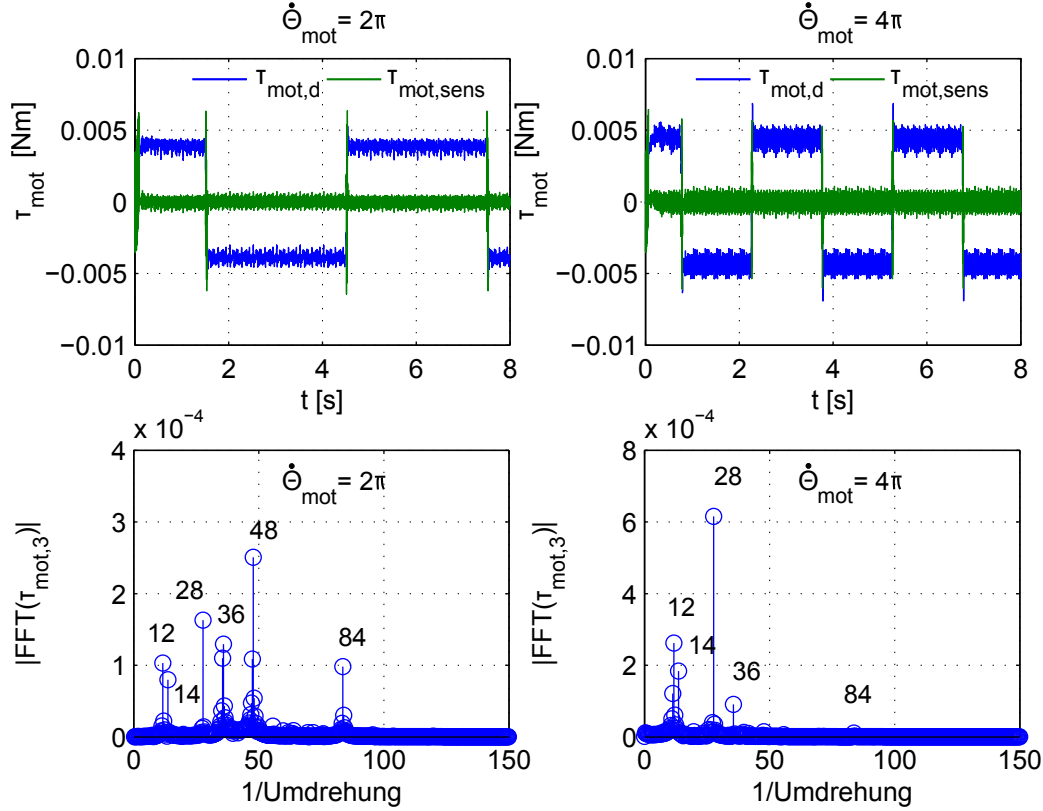 Θ̇mot = 2π
0.01
0.005
0
−0.005
−0.01
τmot [Nm]
τmot,d
τmot,sens
0 2 4 6 8
t [s]
Θ̇mot = 4π
0.01
0.005
0
−0.005
−0.01
τmot [Nm]
τmot,d
τmot,sens
0 2 4 6 8
t [s]
x 10−4
4
3
2
1
0
|FFT(τmot,3)|
Θ̇mot = 2π
12
14
28
36
48
84
0 50 100 150
1/Umdrehung
x 10−4
8
6
4
2
0
|FFT(τmot,3)|
Θ̇mot = 4π
12
14
28
36
84
0 50 100 150
1/Umdrehung